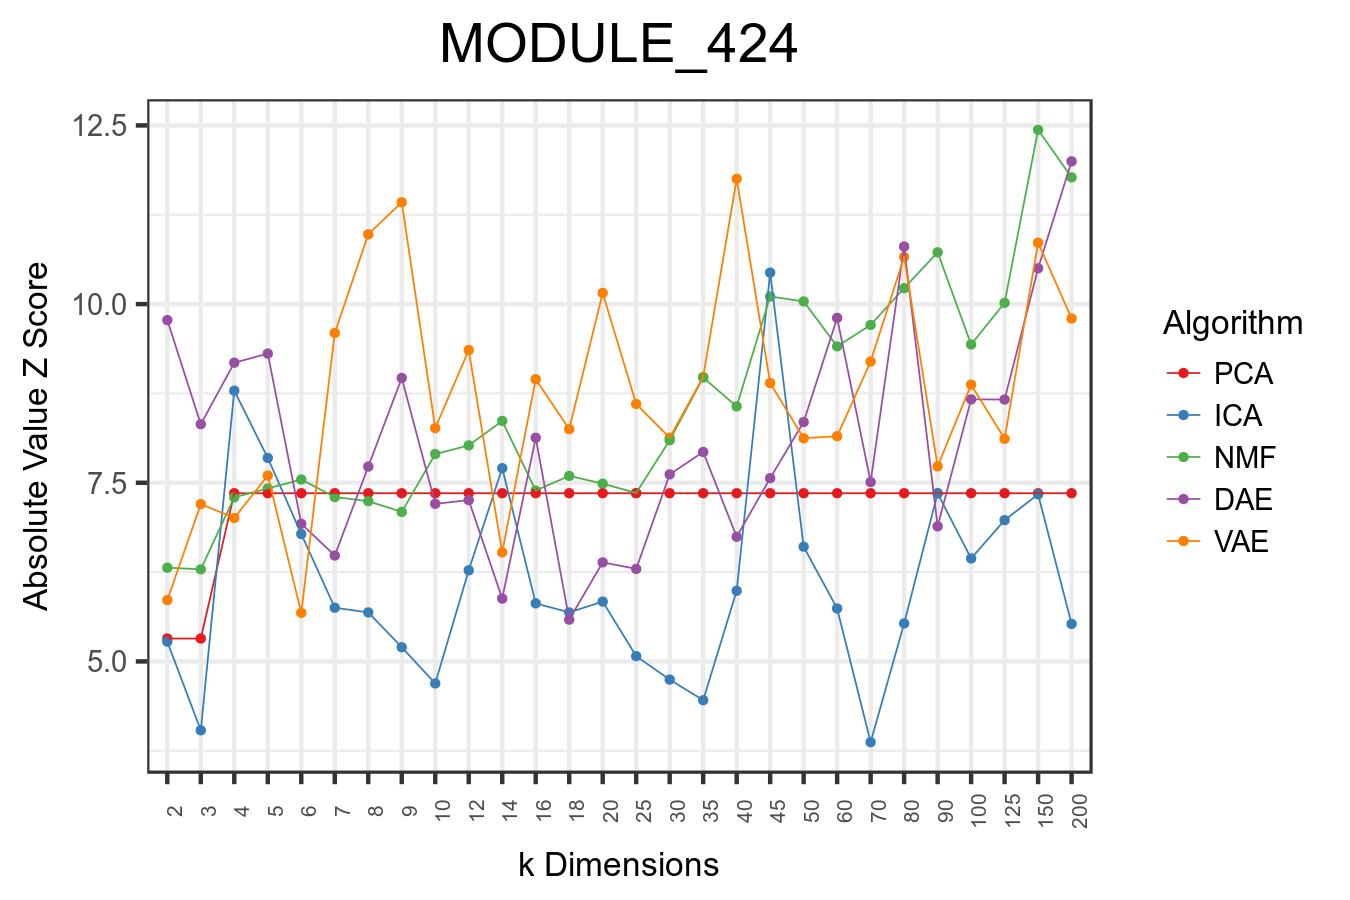 MODULE_424
Absolute Value Z Score
12.5
10.0
7.5
5.0
2 3 4 5 6 7 8 9 10 12 14 16 18 20 25 30 35 40 45 50 60 70 80 90 100 125 150 200
k Dimensions
Algorithm
PCA
ICA
NMF
DAE
VAE